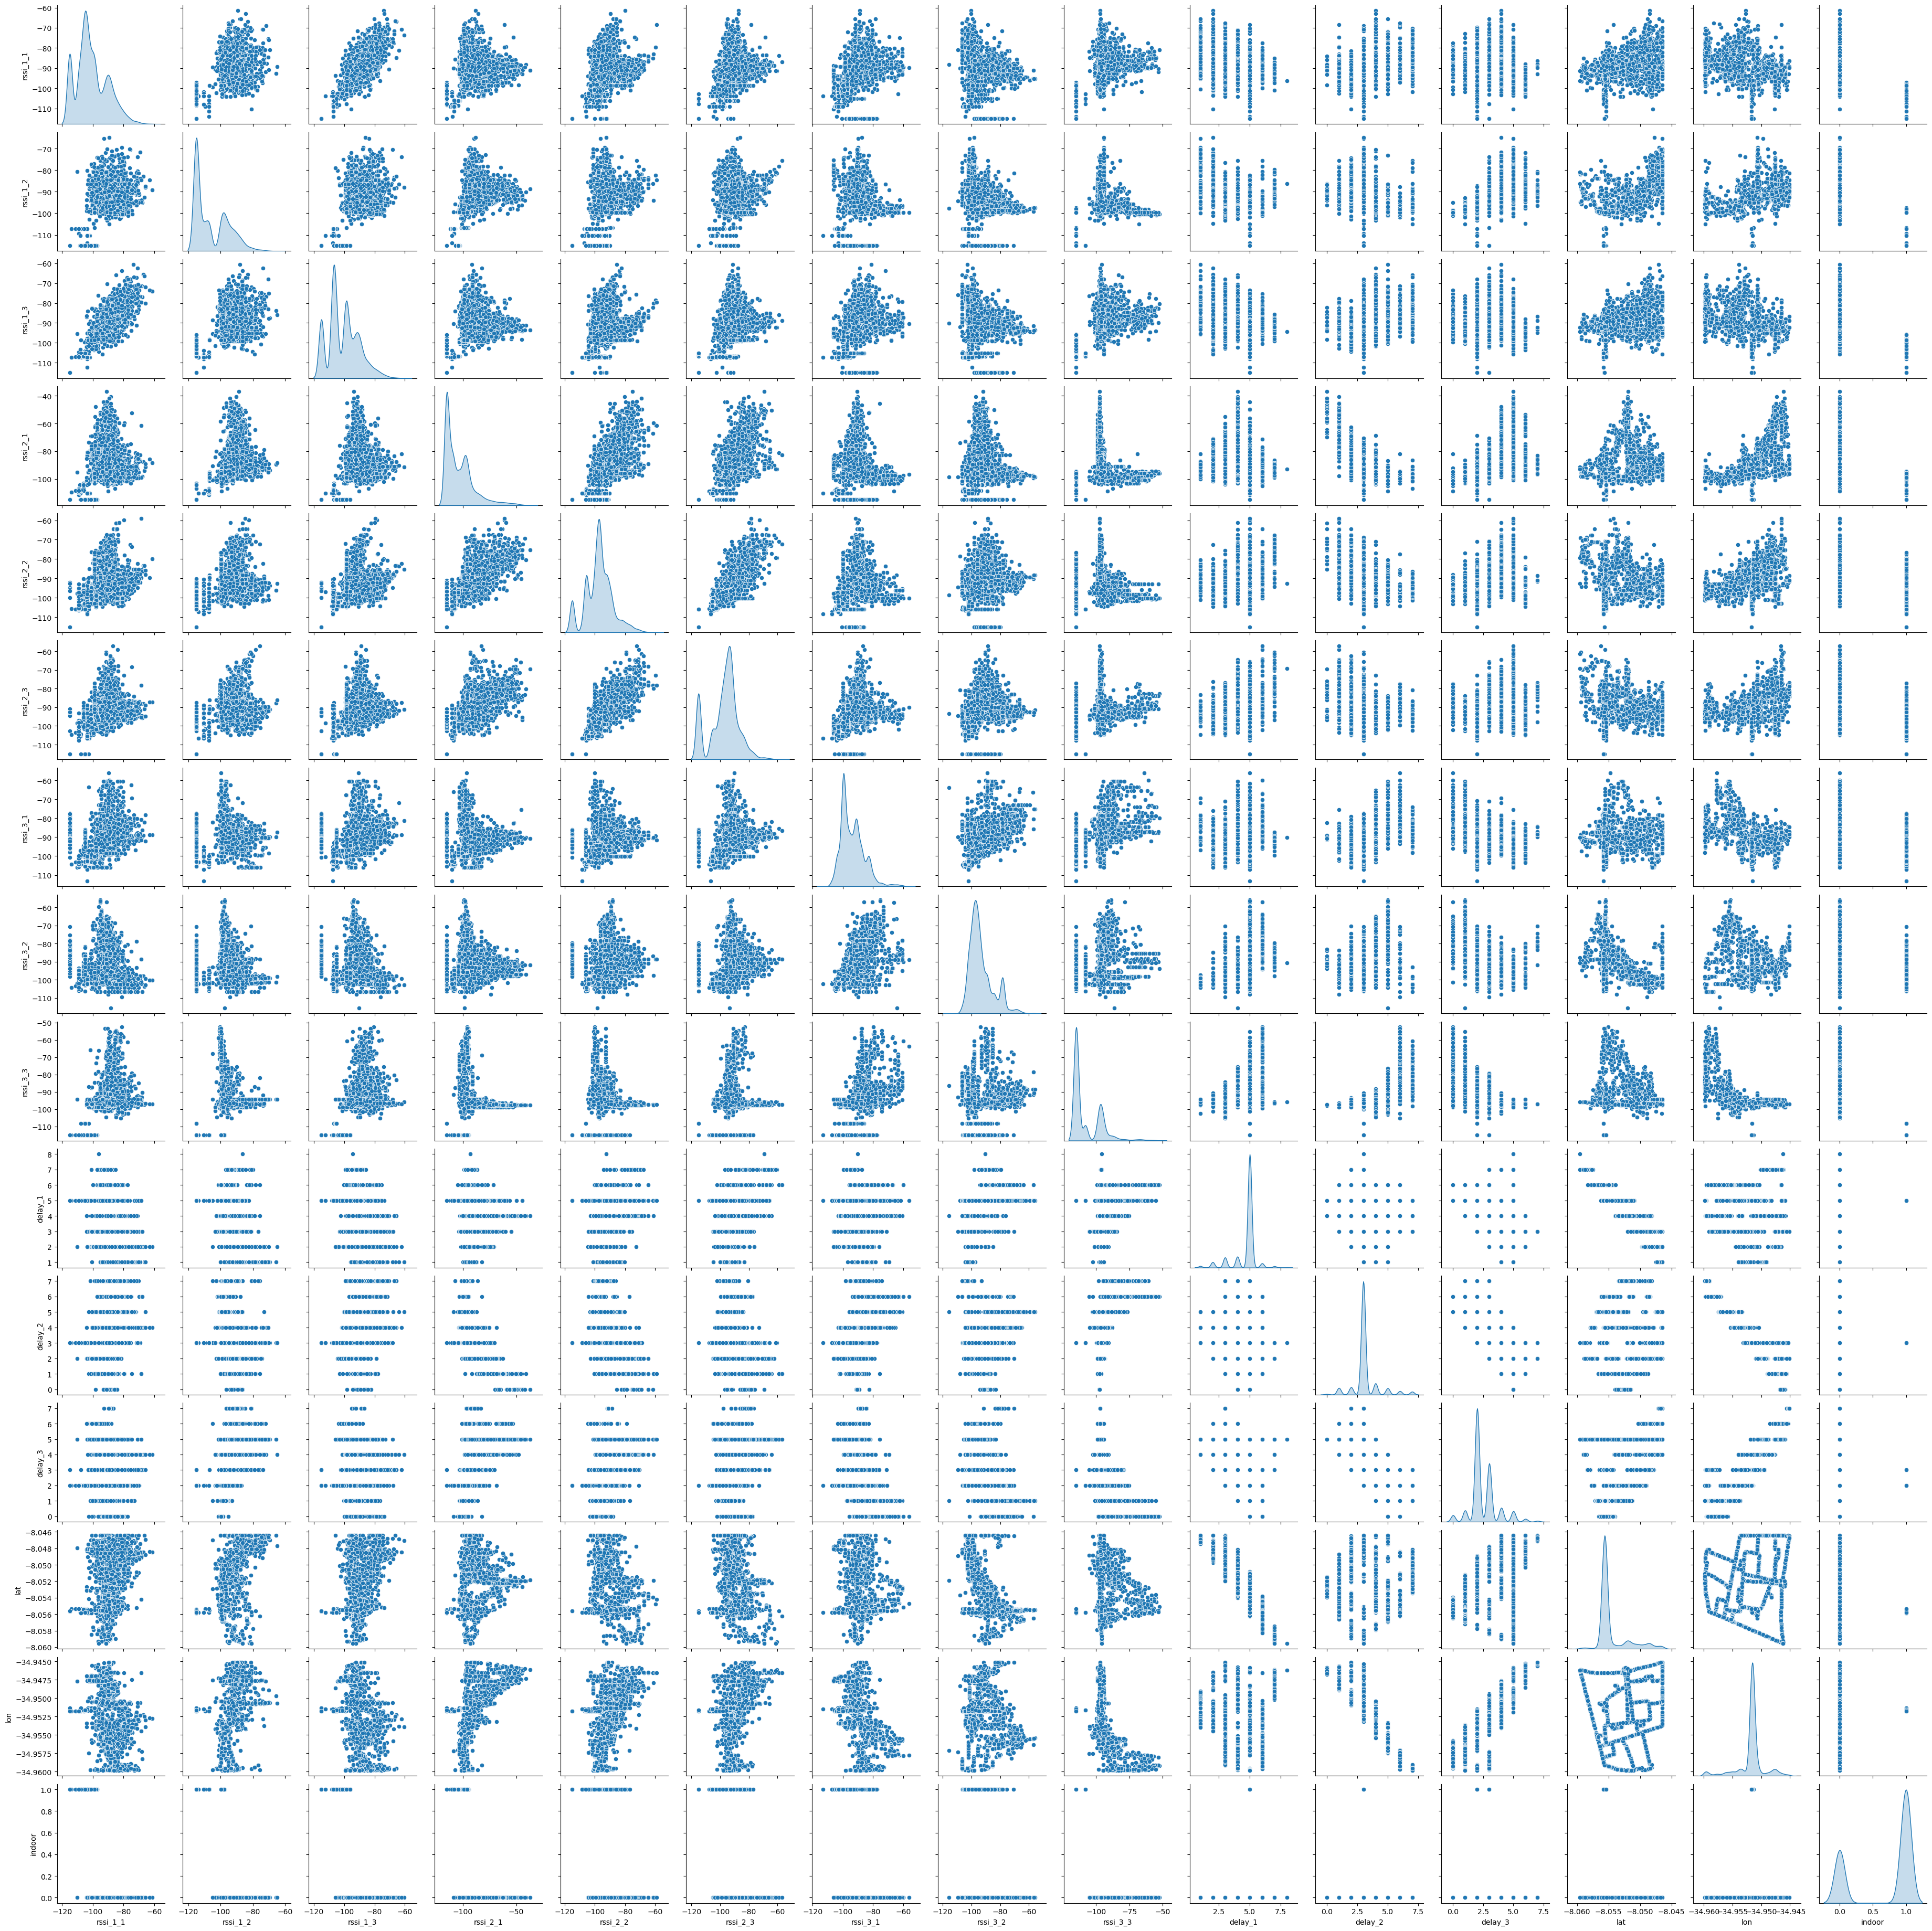 rssi_1_1
−60
−70
−80
−90
−100
−110
rssi_1_2
−70
−80
−90
−100
−110
rssi_1_3
−60
−70
−80
−90
−100
−110
rssi_2_1
−40
−60
−80
−100
rssi_2_2
−60
−70
−80
−90
−100
−110
rssi_2_3
−60
−70
−80
−90
−100
−110
rssi_3_1
−60
−70
−80
−90
−100
−110
rssi_3_2
−60
−70
−80
−90
−100
−110
rssi_3_3
−50
−60
−70
−80
−90
−100
−110
delay_1
8
7
6
5
4
3
2
1
delay_2
7
6
5
4
3
2
1
0
delay_3
7
6
5
4
3
2
1
0
lat
−8.046
−8.048
−8.050
−8.052
−8.054
−8.056
−8.058
−8.060
lon
−34.9450
−34.9475
−34.9500
−34.9525
−34.9550
−34.9575
−34.9600
indoor
1.0
0.8
0.6
0.4
0.2
0.0
−120 −100 −80 −60
rssi_1_1
−120 −100 −80 −60
rssi_1_2
−120 −100 −80 −60
rssi_1_3
−100 −50
rssi_2_1
−120 −100 −80 −60
rssi_2_2
−120 −100 −80 −60
rssi_2_3
−120 −100 −80 −60
rssi_3_1
−120 −100 −80 −60
rssi_3_2
−100 −75 −50
rssi_3_3
0.0 2.5 5.0 7.5
delay_1
0.0 2.5 5.0 7.5
delay_2
0.0 2.5 5.0 7.5
delay_3
−8.060 −8.055 −8.050 −8.045
lat
−34.960 −34.955 −34.950 −34.945
lon
0.0 0.5 1.0
indoor